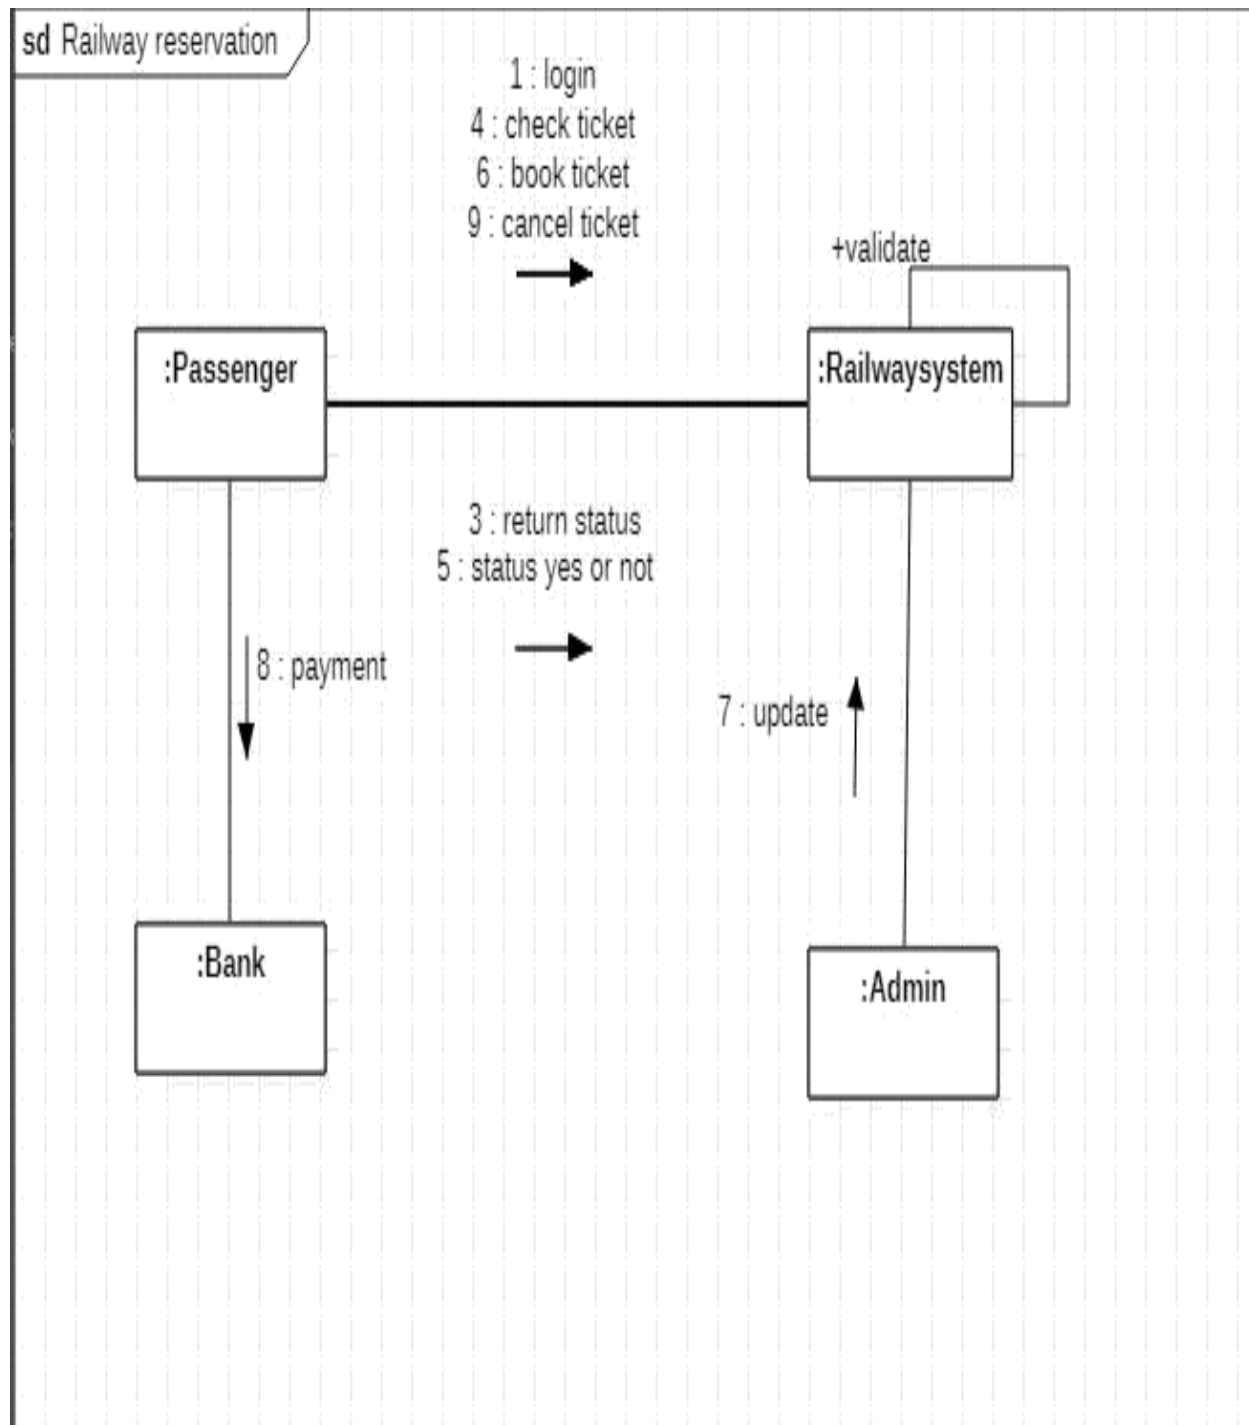 sd Railway reservation
1 : login
4 : check ticket
6 : book ticket
9 : cancel ticket
+validate
:Passenger
:Railwaysystem
3 : return status
5 : status yes or not
8 : payment
7 : update
:Bank
:Admin